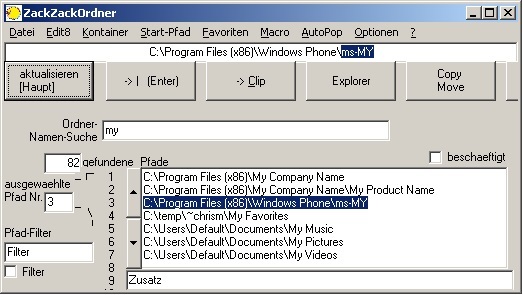 ZackZackOrdner
Datei Edit8 Kontainer Start-Pfad Favoriten Macro AutoPop Optionen ?
C:\Program Files (x86)\Windows Phone\ms-MY
aktualisieren
[Haupt]
-> | (Enter)
-> Clip
Explorer
Copy
Move
Ordner-
Namen-Suche
my
82 gefundene Pfade
beschaeftigt
ausgewaehlte
Pfad Nr.
3
Pfad-Filter
Filter
Filter
1 C:\Program Files (x86)\My Company Name
2 C:\Program Files (x86)\My Company Name\My Product Name
3 C:\Program Files (x86)\Windows Phone\ms-MY
4 C:\temp\~chrism\My Favorites
5 C:\Users\Default\Documents\My Music
6 C:\Users\Default\Documents\My Pictures
7 C:\Users\Default\Documents\My Videos
8
9 Zusatz